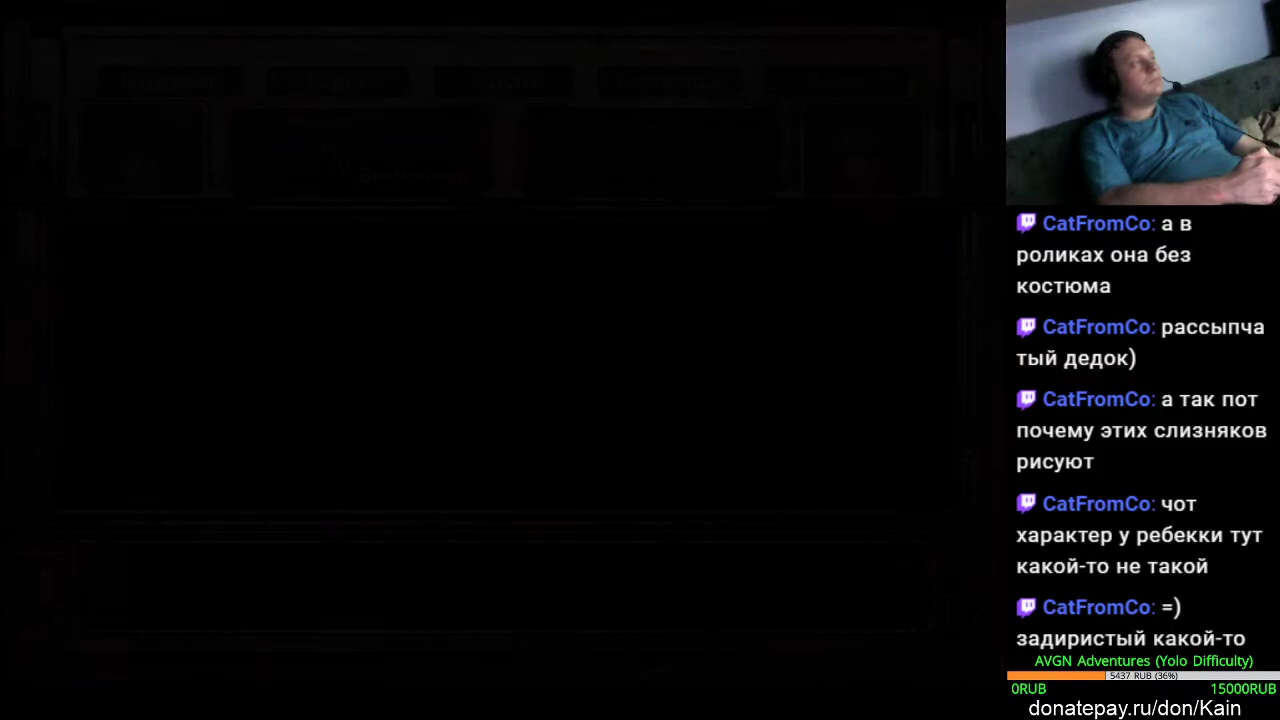 CatFromCo: а в
роликах она без
костюма
CatFromCo: рассыпча
тый дедок)
CatFromCo: а так пот
почему этих слизняков
рисуют
CatFromCo: чот
характер у ребекки тут
какой-то не такой
CatFromCo: =)
задиристый какой-то
AVGN Adventures (Yolo Difficulty)
5437 RUB (36%)
0RUB 15000RUB
donatepay.ru/don/Kain